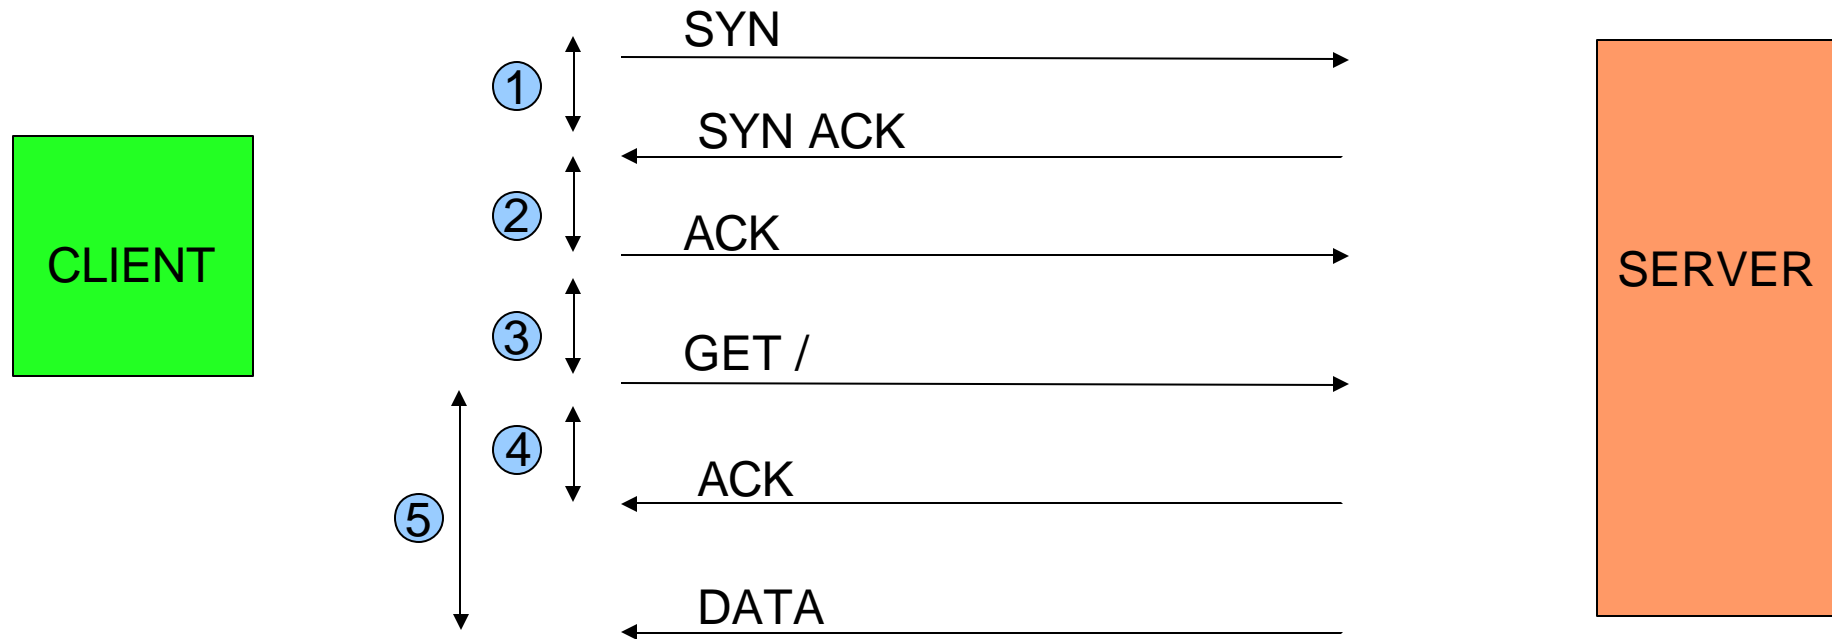 SYN
1
SYN ACK
2
ACK
CLIENT
SERVER
3
GET /
4
ACK
5
DATA